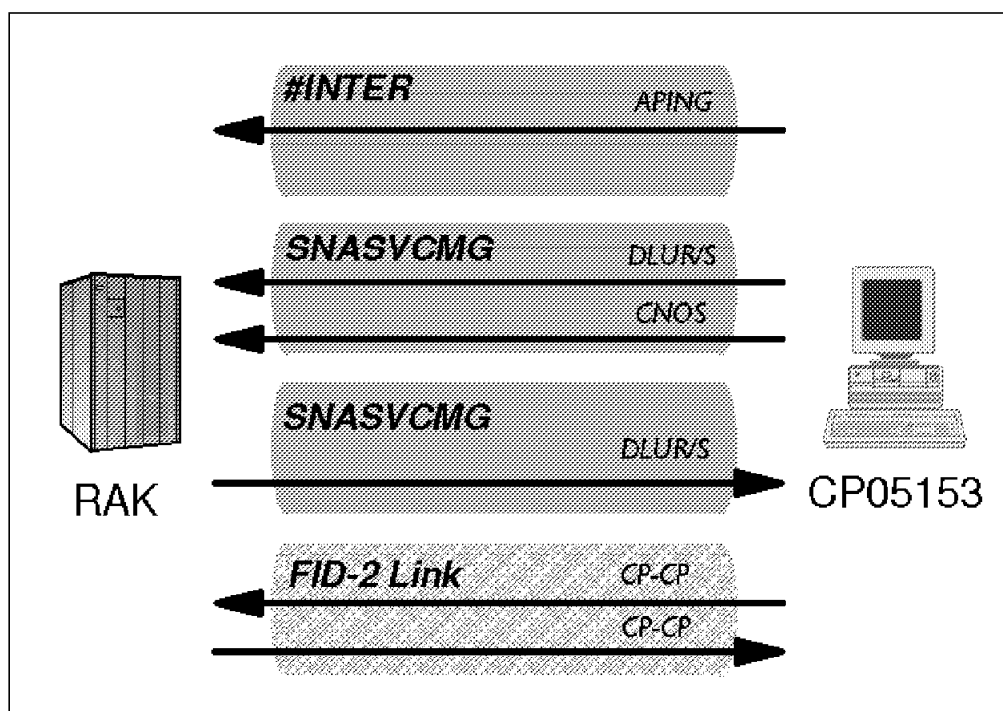 #INTER
APING
SNASVCMG
DLUR/S
CNOS
SNASVCMG
DLUR/S
RAK
CP05153
FID-2 Link
CP-CP
CP-CP